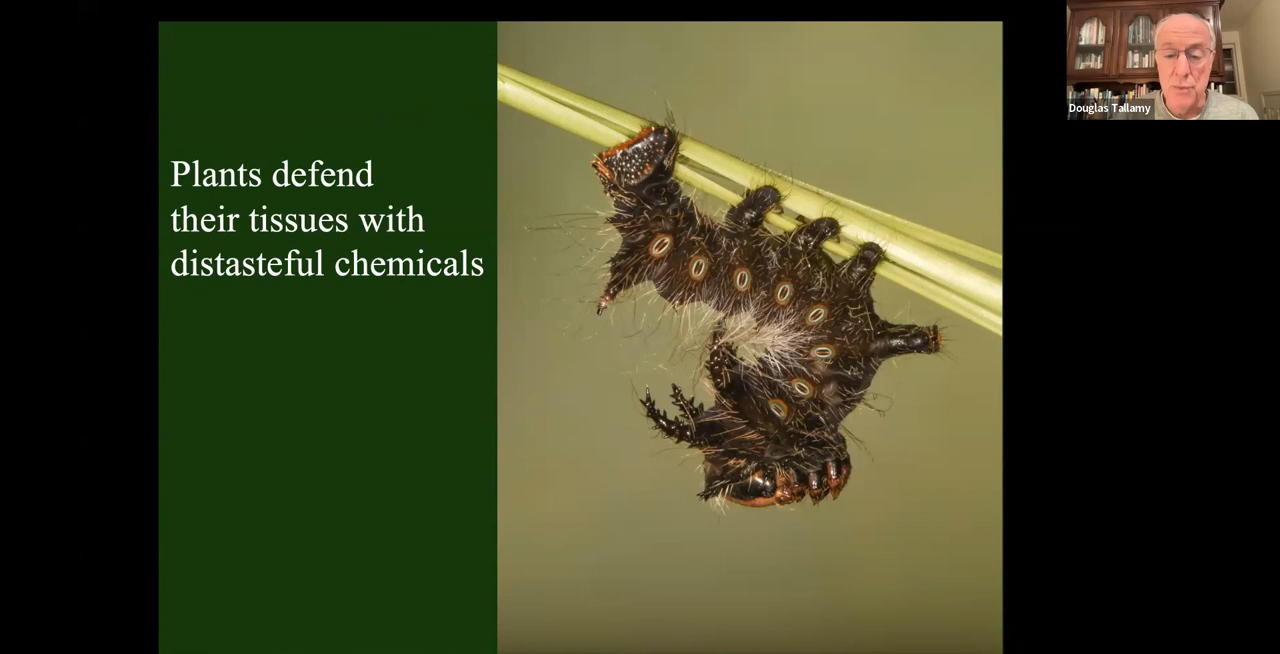 Plants defend
their tissues with
distasteful chemicals
Douglas Tallamy